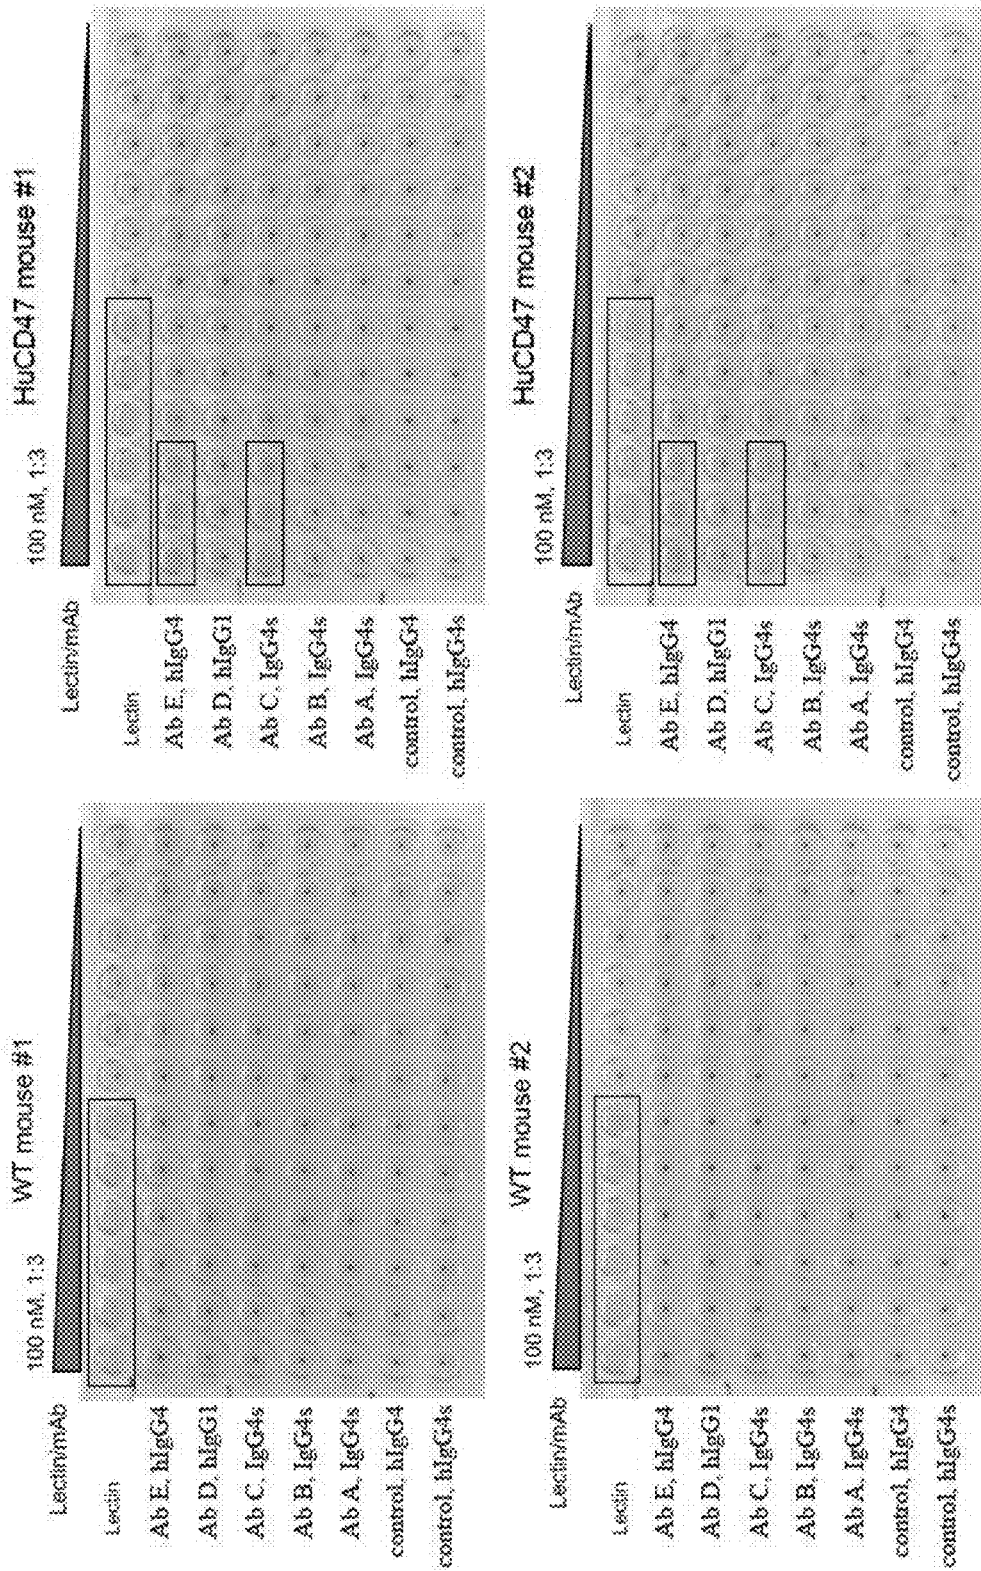 WT mouse #1
100 nM, 1:3
Lectin/mAb
Lectin
Ab E, hIgG4
Ab D, hIgG1
Ab C, IgG4s
Ab B, IgG4s
Ab A, IgG4s
control, hIgG4
control, hIgG4s
HuCD47 mouse #1
100 nM, 1:3
Lectin/mAb
Lectin
Ab E, hIgG4
Ab D, hIgG1
Ab C, IgG4s
Ab B, IgG4s
Ab A, IgG4s
control, hIgG4
control, hIgG4s
WT mouse #2
100 nM, 1:3
Lectin/mAb
Lectin
Ab E, hIgG4
Ab D, hIgG1
Ab C, IgG4s
Ab B, IgG4s
Ab A, IgG4s
control, hIgG4
control, hIgG4s
HuCD47 mouse #2
100 nM, 1:3
Lectin/mAb
Lectin
Ab E, hIgG4
Ab D, hIgG1
Ab C, IgG4s
Ab B, IgG4s
Ab A, IgG4s
control, hIgG4
control, hIgG4s